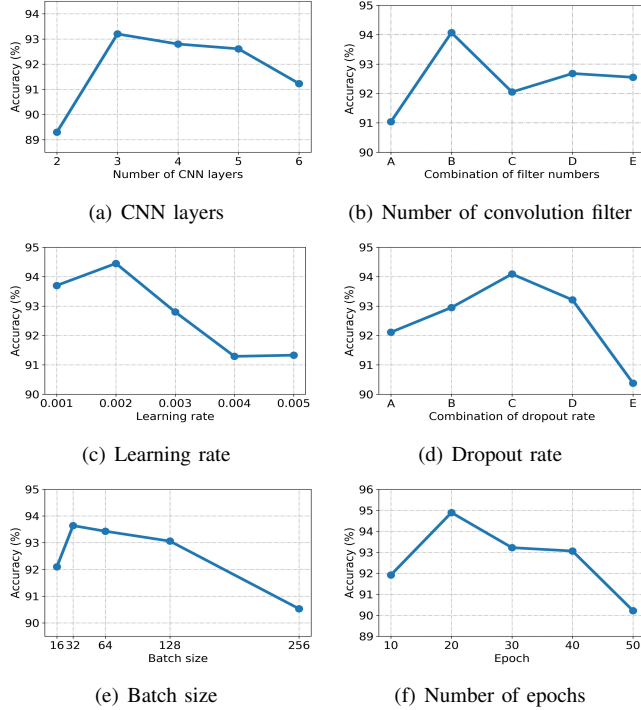 94
93
92
91
90
89
Accuracy (%)
2 3 4 5 6
Number of CNN layers
(a) CNN layers
95
94
93
92
91
90
Accuracy (%)
A B C D E
Combination of filter numbers
(b) Number of convolution filter
95
94
93
92
91
90
Accuracy (%)
0.001 0.002 0.003 0.004 0.005
Learning rate
(c) Learning rate
95
94
93
92
91
90
Accuracy (%)
A B C D E
Combination of dropout rate
(d) Dropout rate
95
94
93
92
91
90
Accuracy (%)
16 32 64 128 256
Batch size
(e) Batch size
96
95
94
93
92
91
90
89
Accuracy (%)
10 20 30 40 50
Epoch
(f) Number of epochs